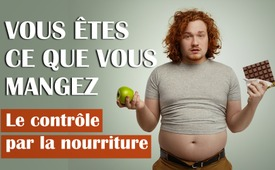 VOUS ÊTES
CE QUE VOUS
MANGEZ
Le contrôle
par la nourriture